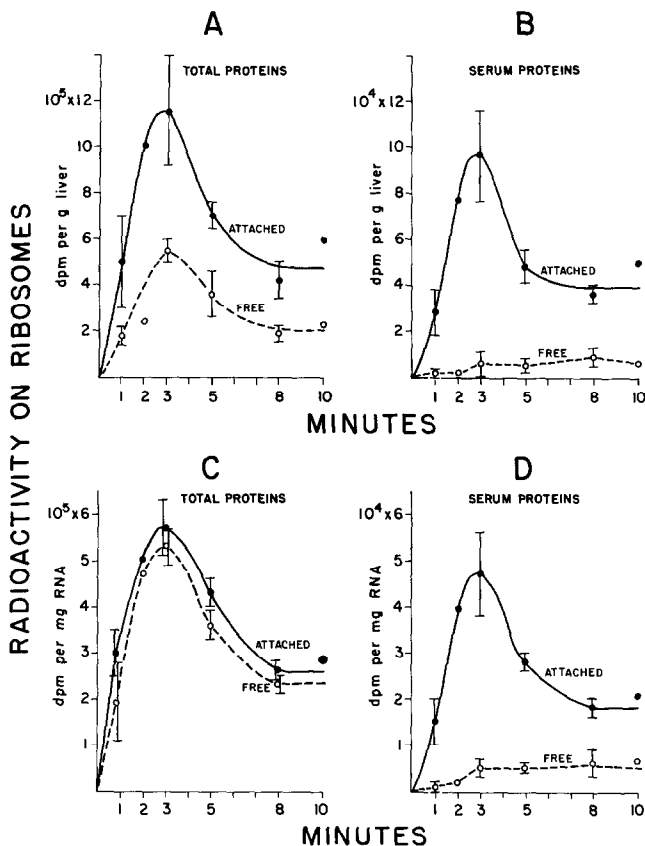 RADIOACTIVITY ON RIBOSOMES
A
TOTAL PROTEINS
10⁵x12
10
8
6
4
2
dpm per g liver
ATTACHED
FREE
1 2 3 5 8 10
B
SERUM PROTEINS
10⁴x12
10
8
6
4
2
dpm per g liver
ATTACHED
FREE
1 2 3 5 8 10
MINUTES
C
TOTAL PROTEINS
10⁵x6
5
4
3
2
1
dpm per mg RNA
ATTACHED
FREE
1 2 3 5 8 10
D
SERUM PROTEINS
10⁴x6
5
4
3
2
1
dpm per mg RNA
ATTACHED
FREE
1 2 3 5 8 10
MINUTES